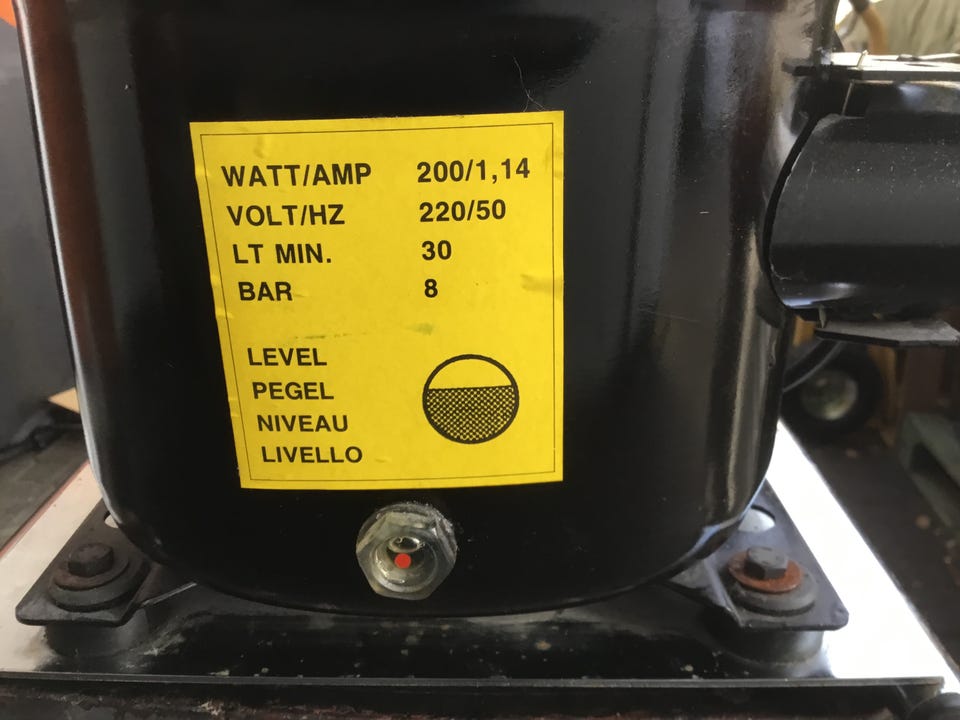 WATT/AMP 200/1,14
VOLT/HZ 220/50
LT MIN. 30
BAR 8
LEVEL
PEGEL
NIVEAU
LIVELLO